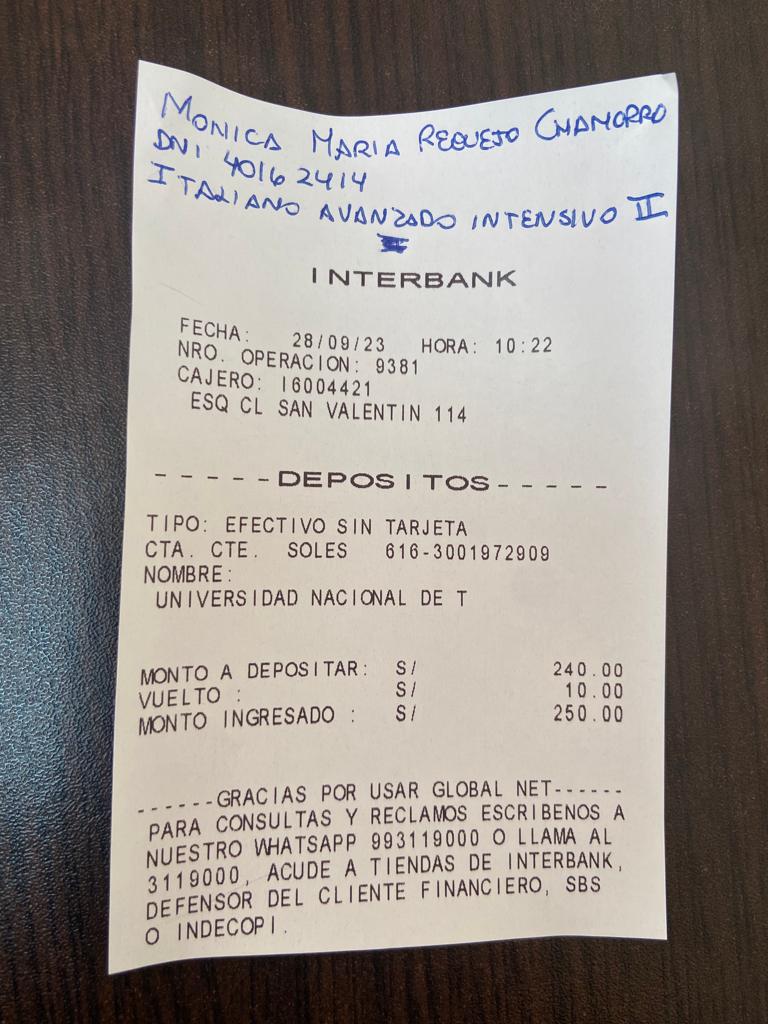 MONICA MARIA REQUEJO CHAMORRO
DNI 40162414
ITALIANO AVANZADO INTENSIVO II
INTERBANK
FECHA: 28/09/23 HORA: 10:22
NRO. OPERACION: 9381
CAJERO: 16004421
ESQ CL SAN VALENTIN 114
-----DEPOSITOS-----
TIPO: EFECTIVO SIN TARJETA
CTA. CTE. SOLES 616-3001972909
NOMBRE:
UNIVERSIDAD NACIONAL DE T
MONTO A DEPOSITAR: S/ 240.00
VUELTO : S/ 10.00
MONTO INGRESADO : S/ 250.00
------GRACIAS POR USAR GLOBAL NET------
PARA CONSULTAS Y RECLAMOS ESCRIBENOS A
NUESTRO WHATSAPP 993119000 O LLAMA AL
3119000, ACUDE A TIENDAS DE INTERBANK,
DEFENSOR DEL CLIENTE FINANCIERO, SBS
O INDECOPI.